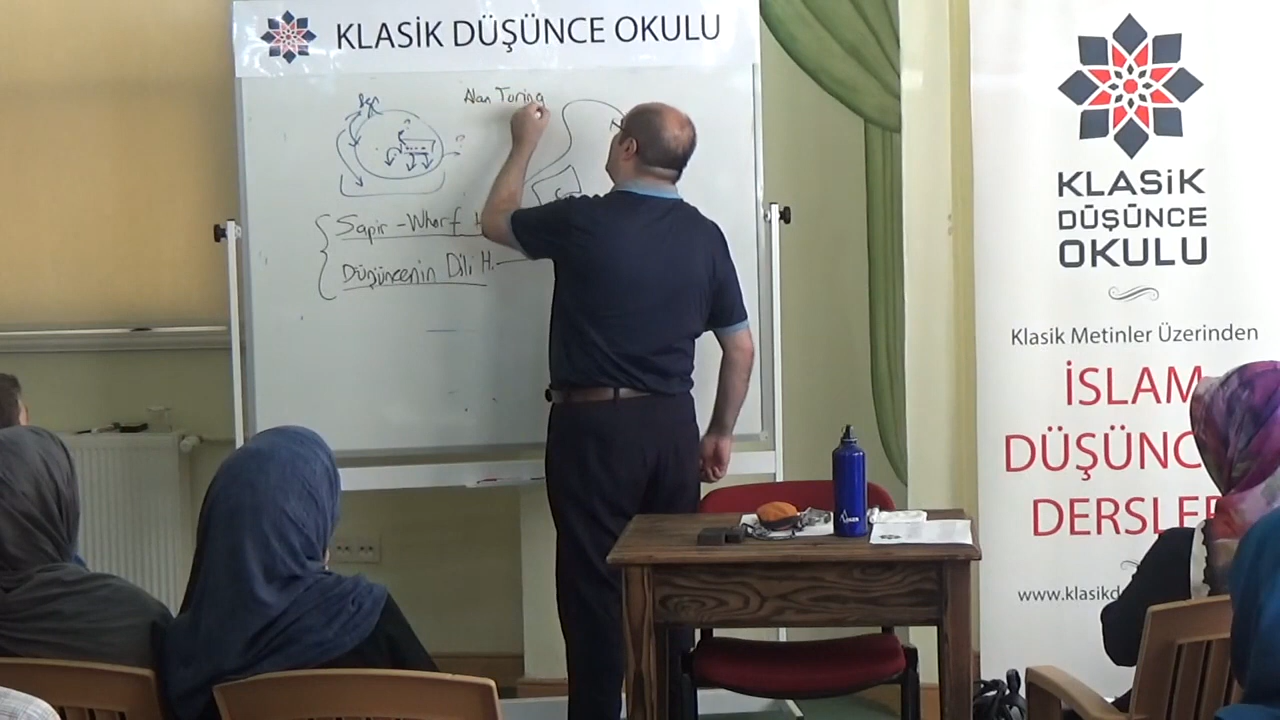 KLASİK DÜŞÜNCE OKULU
Alan Turing
?
Sapir - Whorf H
Düşüncenin Dili H.
KLASiK
DÜŞÜNCE
OKULU
Klasik Metinler Üzerinden
İSLAM
DÜŞÜNC
DERSLE
www.klasikd